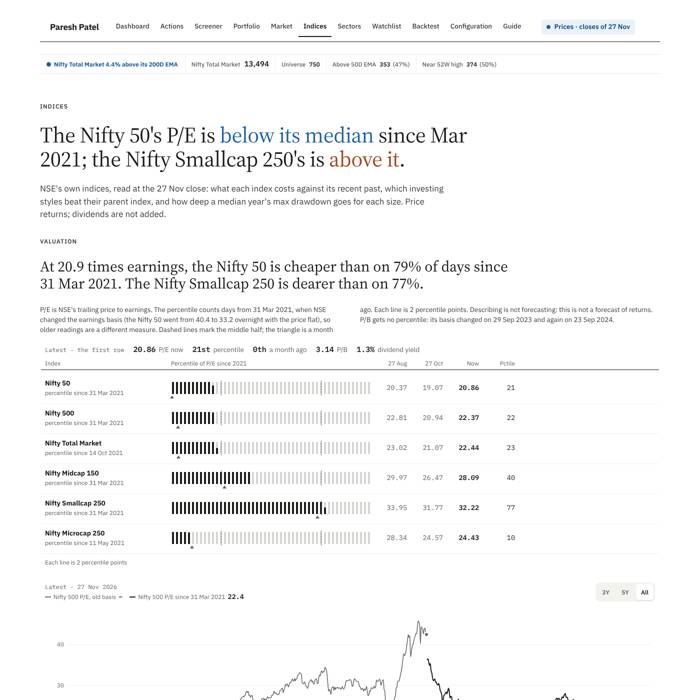 Paresh Patel Dashboard Actions Screener Portfolio Market Indices Sectors Watchlist Backtest Configuration Guide Prices · closes of 27 Nov
Nifty Total Market 4.4% above its 200D EMA Nifty Total Market 13,494 Universe 750 Above 50D EMA 353 (47%) Near 52W high 374 (50%)
INDICES
The Nifty 50's P/E is below its median since Mar
2021; the Nifty Smallcap 250's is above it.
NSE's own indices, read at the 27 Nov close: what each index costs against its recent past, which investing
styles beat their parent index, and how deep a median year's max drawdown goes for each size. Price
returns; dividends are not added.
VALUATION
At 20.9 times earnings, the Nifty 50 is cheaper than on 79% of days since
31 Mar 2021. The Nifty Smallcap 250 is dearer than on 77%.
P/E is NSE's trailing price to earnings. The percentile counts days from 31 March 2021, when NSE
changed the earnings basis (the Nifty 50 went from 40.4 to 33.2 overnight with the price flat), so
older readings are a different measure. Dashed lines mark the middle half; the triangle is a month
ago. Each line is 2 percentile points. Describing is not forecasting: this is not a forecast of returns.
P/B gets no percentile: its basis changed on 29 Sep 2023 and again on 23 Sep 2024.
Latest · the first row 20.86 P/E now 21st percentile 0th a month ago 3.14 P/B 1.3% dividend yield
Index Percentile of P/E since 2021 27 Aug 27 Oct Now Pctile
Nifty 50 20.37 19.07 20.86 21
percentile since 31 Mar 2021
Nifty 500 22.81 20.94 22.37 22
percentile since 31 Mar 2021
Nifty Total Market 23.02 21.07 22.44 23
percentile since 14 Oct 2021
Nifty Midcap 150 29.97 26.47 28.09 40
percentile since 31 Mar 2021
Nifty Smallcap 250 33.95 31.77 32.22 77
percentile since 31 Mar 2021
Nifty Microcap 250 28.34 24.57 24.43 10
percentile since 11 May 2021
Each line is 2 percentile points
Latest · 27 Nov 2026
Nifty 500 P/E, old basis Nifty 500 P/E since 31 March 2021 22.4
3Y 5Y All
40
30